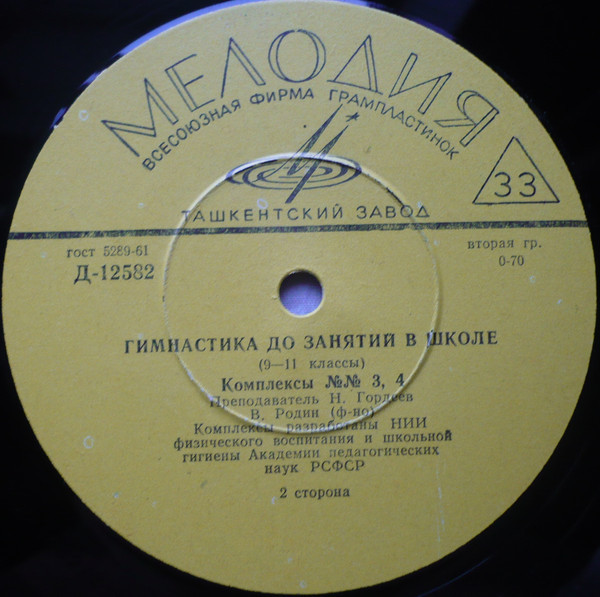 МЕЛОДИЯ
ВСЕСОЮЗНАЯ ФИРМА ГРАМПЛАСТИНОК
33
ТАШКЕНТСКИЙ ЗАВОД
гост 5289-61
вторая гр.
Д-12582
0-70
ГИМНАСТИКА ДО ЗАНЯТИЙ В ШКОЛЕ
(9—11 классы)
Комплексы №№ 3, 4
Преподаватель Н. Гордеев
В. Родин (ф-но)
Комплексы разработаны НИИ
физического воспитания и школьной
гигиены Академии педагогических
наук РСФСР
2 сторона